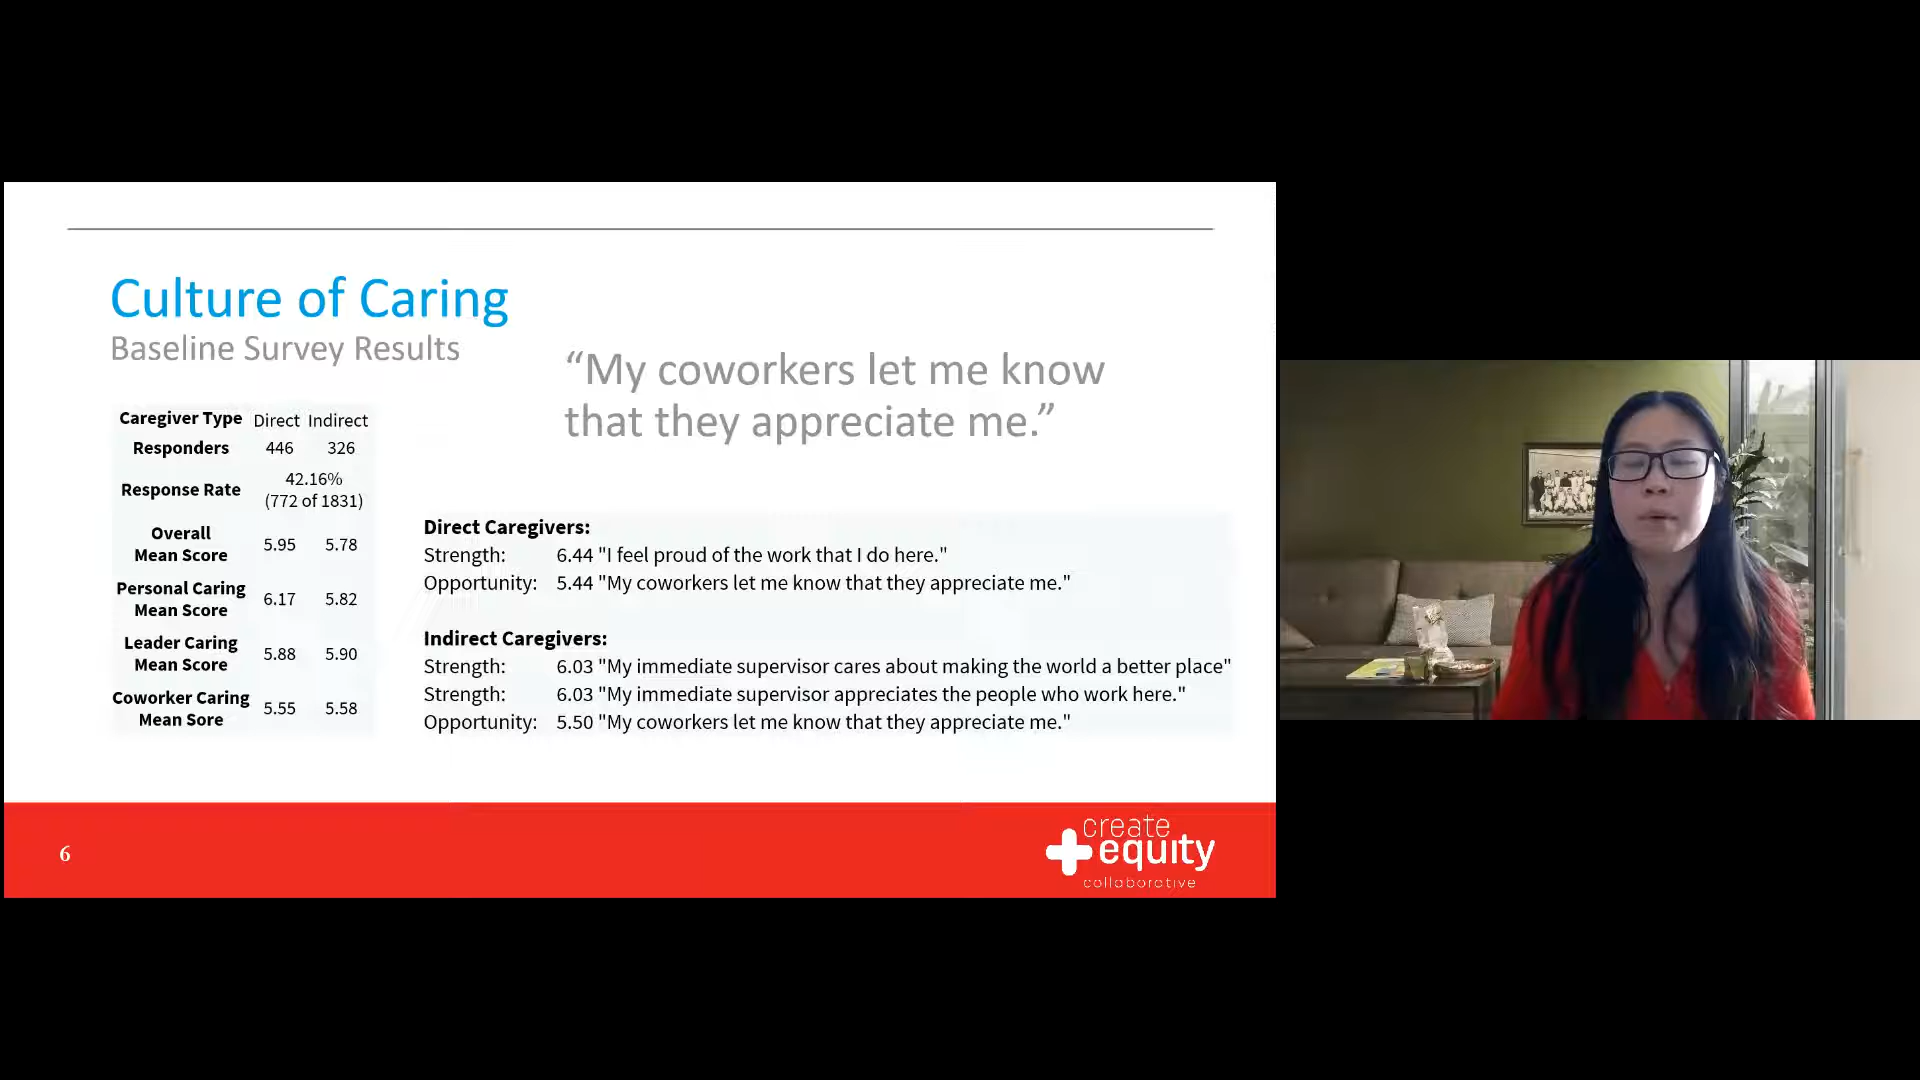 Culture of Caring
Baseline Survey Results
“My coworkers let me know
that they appreciate me.”
Caregiver Type Direct Indirect
Responders 446 326
Response Rate 42.16%
(772 of 1831)
Overall
Mean Score 5.95 5.78
Personal Caring
Mean Score 6.17 5.82
Leader Caring
Mean Score 5.88 5.90
Coworker Caring
Mean Sore 5.55 5.58
Direct Caregivers:
Strength: 6.44 "I feel proud of the work that I do here."
Opportunity: 5.44 "My coworkers let me know that they appreciate me."
Indirect Caregivers:
Strength: 6.03 "My immediate supervisor cares about making the world a better place"
Strength: 6.03 "My immediate supervisor appreciates the people who work here."
Opportunity: 5.50 "My coworkers let me know that they appreciate me."
6
create
equity
collaborative